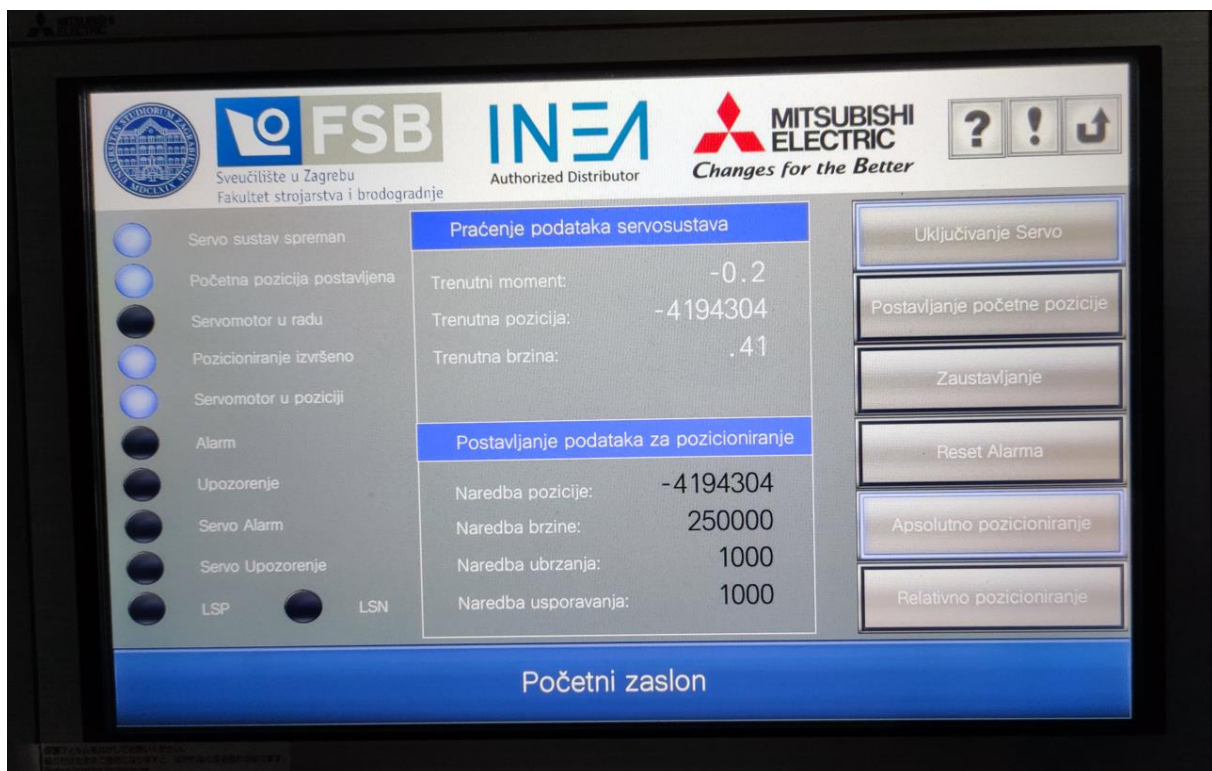 MITSUBISHI
ELECTRIC
FSB
Sveučilište u Zagrebu
Fakultet strojarstva i brodogradnje
INEA
Authorized Distributor
MITSUBISHI
ELECTRIC
Changes for the Better
?
!
Servo sustav spreman
Početna pozicija postavljena
Servomotor u radu
Pozicioniranje izvršeno
Servomotor u poziciji
Alarm
Upozorenje
Servo Alarm
Servo Upozorenje
LSP LSN
Praćenje podataka servosustava
Trenutni moment: -0.2
Trenutna pozicija: -4194304
Trenutna brzina: .41
Postavljanje podataka za pozicioniranje
Naredba pozicije: -4194304
Naredba brzine: 250000
Naredba ubrzanja: 1000
Naredba usporavanja: 1000
Uključivanje Servo
Postavljanje početne pozicije
Zaustavljanje
Reset Alarma
Apsolutno pozicioniranje
Relativno pozicioniranje
Početni zaslon